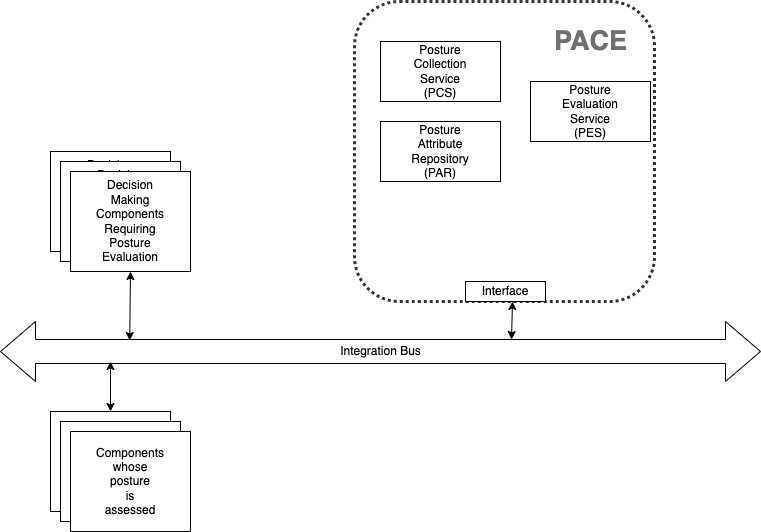 PACE
Posture
Collection
Service
(PCS)
Posture
Evaluation
Service
(PES)
Posture
Attribute
Repository
(PAR)
Decision
Making
Components
Requiring
Posture
Evaluation
Interface
Integration Bus
Components
whose
posture
is
assessed